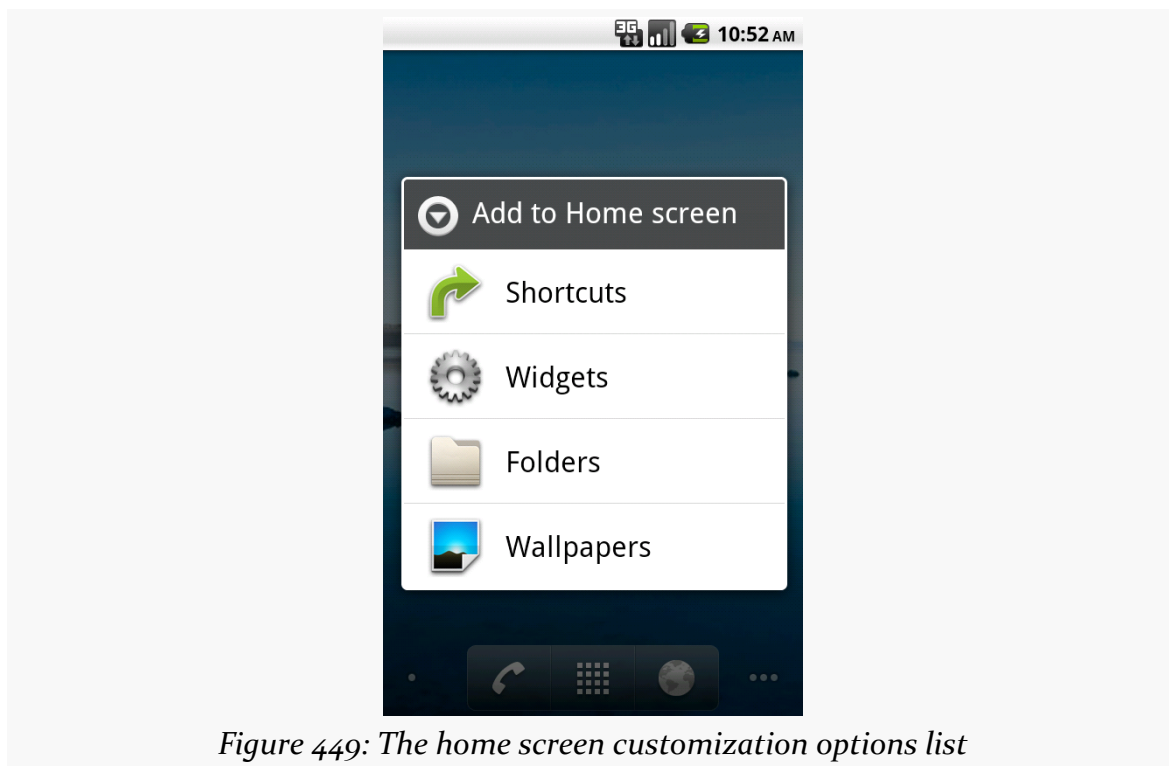 3G 10:52 AM
Add to Home screen
Shortcuts
Widgets
Folders
Wallpapers
Figure 449: The home screen customization options list